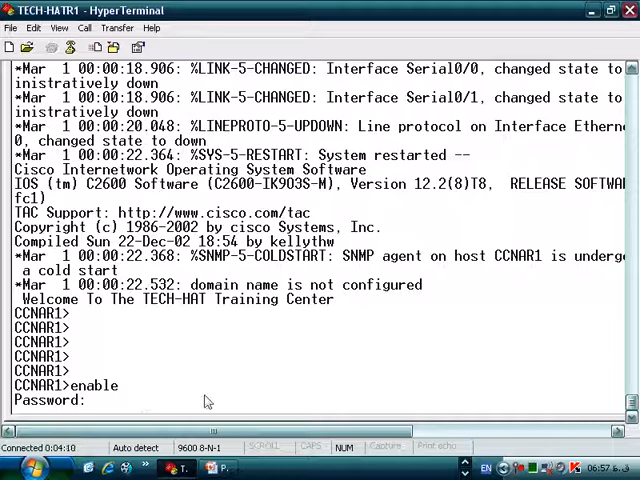 TECH-HATR1 - HyperTerminal
File Edit View Call Transfer Help
*Mar  1 00:00:18.906: %LINK-5-CHANGED: Interface Serial0/0, changed state to
inistratively down
*Mar  1 00:00:18.906: %LINK-5-CHANGED: Interface Serial0/1, changed state to
inistratively down
*Mar  1 00:00:20.048: %LINEPROTO-5-UPDOWN: Line protocol on Interface Ethern
0, changed state to down
*Mar  1 00:00:22.364: %SYS-5-RESTART: System restarted --
Cisco Internetwork Operating System Software
IOS (tm) C2600 Software (C2600-IK9O3S-M), Version 12.2(8)T8,  RELEASE SOFTWA
fc1)
TAC Support: http://www.cisco.com/tac
Copyright (c) 1986-2002 by cisco Systems, Inc.
Compiled Sun 22-Dec-02 18:54 by kellythw
*Mar  1 00:00:22.368: %SNMP-5-COLDSTART: SNMP agent on host CCNAR1 is underg
a cold start
*Mar  1 00:00:22.532: domain name is not configured
Welcome To The TECH-HAT Training Center
CCNAR1>
CCNAR1>
CCNAR1>
CCNAR1>
CCNAR1>
CCNAR1>enable
Password:
Connected 0:04:10 Auto detect 9600 8-N-1 SCROLL CAPS NUM Capture Print echo
T. P. EN 06:57 ق.ظ